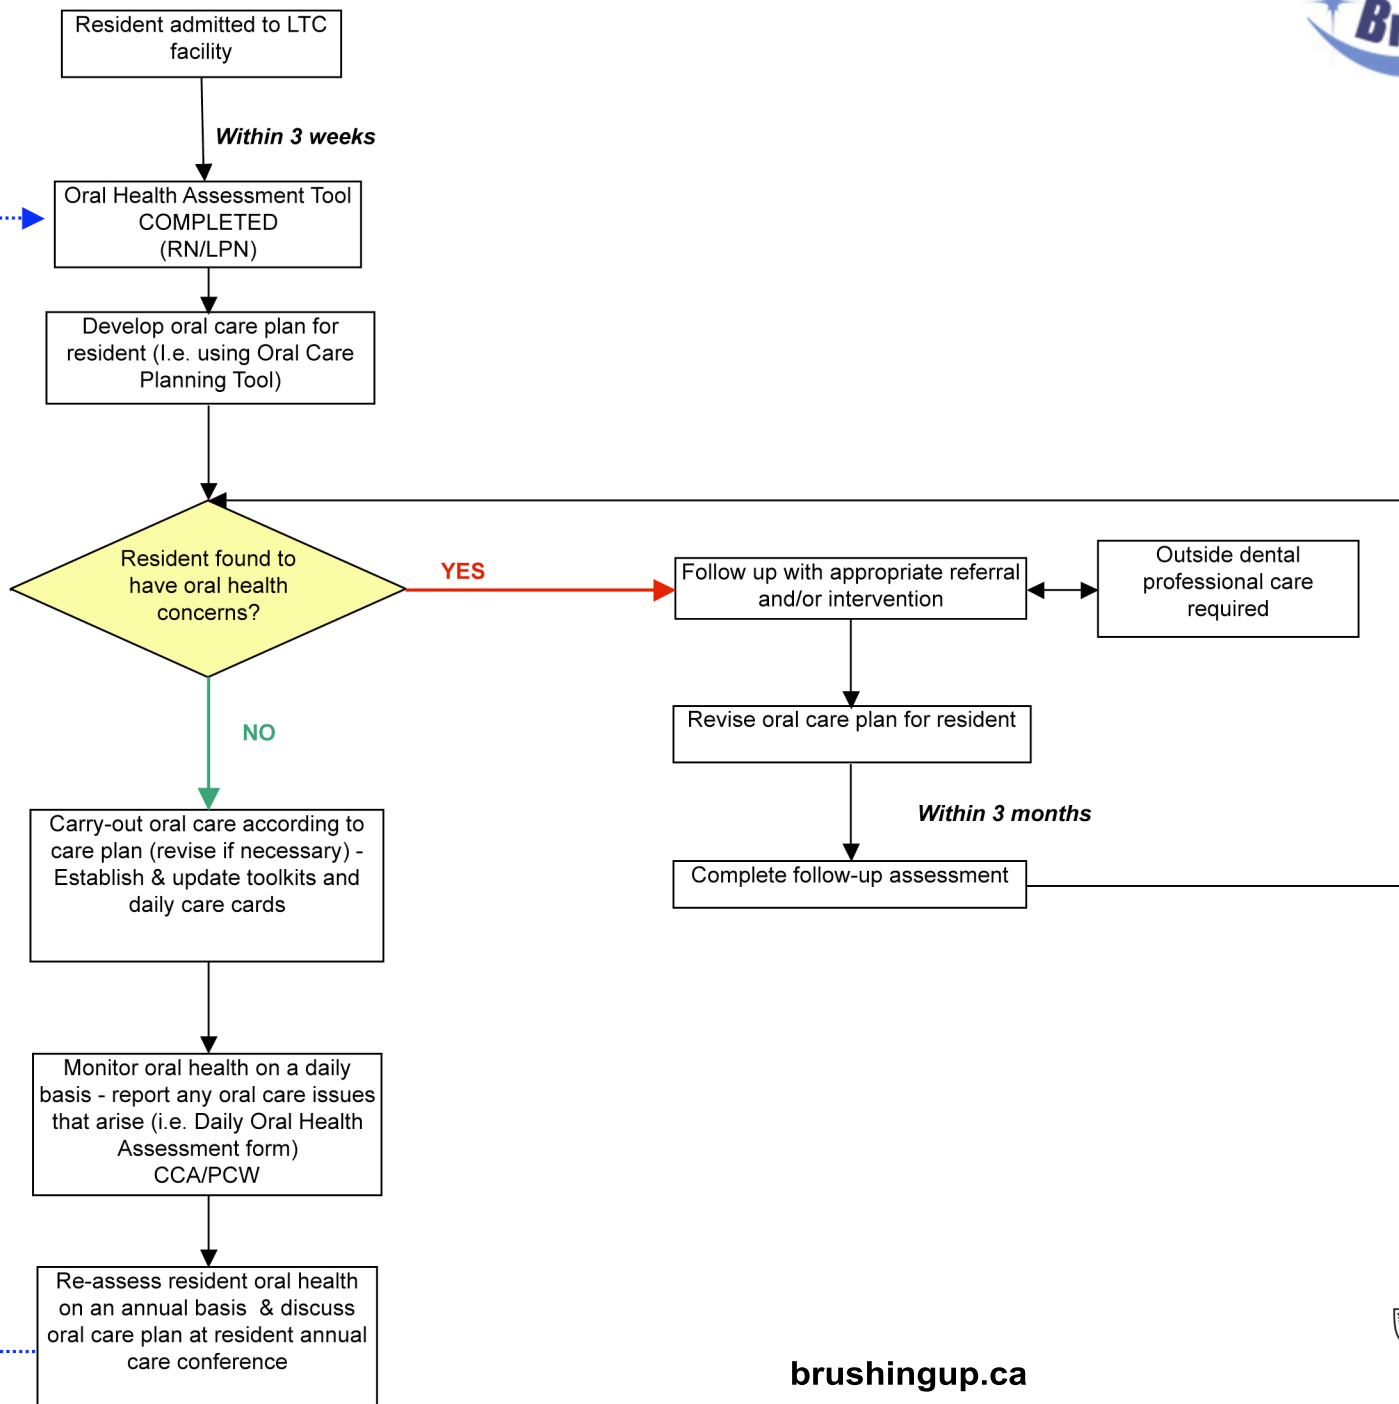 Resident admitted to LTC
facility
Within 3 weeks
Oral Health Assessment Tool
COMPLETED
(RN/LPN)
Develop oral care plan for
resident (I.e. using Oral Care
Planning Tool)
Resident found to
have oral health
concerns?
YES
Follow up with appropriate referral
and/or intervention
Outside dental
professional care
required
Revise oral care plan for resident
Within 3 months
Complete follow-up assessment
NO
Carry-out oral care according to
care plan (revise if necessary) -
Establish & update toolkits and
daily care cards
Monitor oral health on a daily
basis - report any oral care issues
that arise (i.e. Daily Oral Health
Assessment form)
CCA/PCW
Re-assess resident oral health
on an annual basis & discuss
oral care plan at resident annual
care conference
brushingup.ca